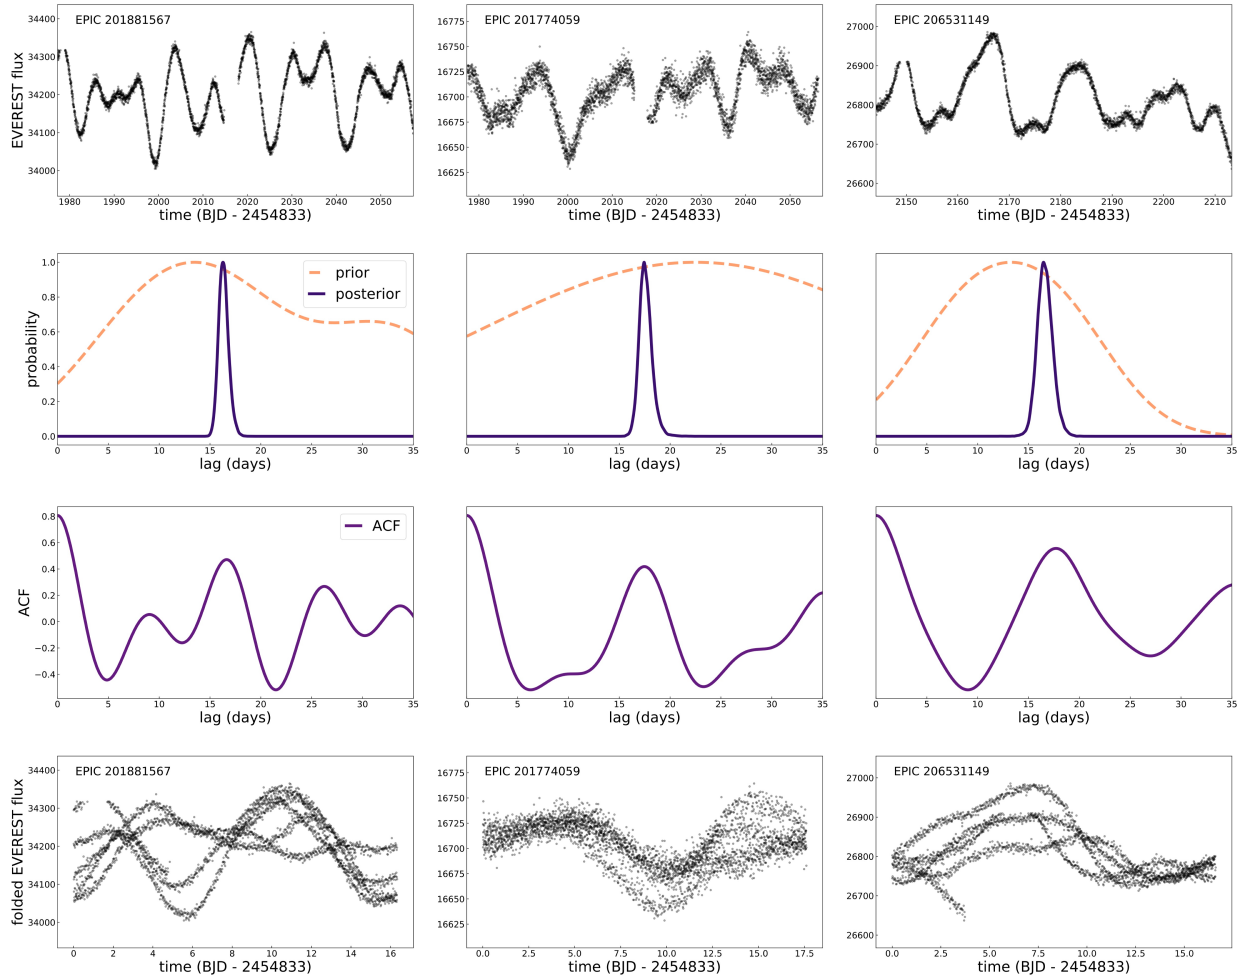 EPIC 201881567
EPIC 201774059
EPIC 206531149
EVEREST flux
34400
34300
34200
34100
34000
1980 1990 2000 2010 2020 2030 2040 2050
time (BJD - 2454833)
16775
16750
16725
16700
16675
16650
16625
1980 1990 2000 2010 2020 2030 2040 2050
time (BJD - 2454833)
27000
26900
26800
26700
26600
2150 2160 2170 2180 2190 2200 2210
time (BJD - 2454833)
probability
1.0
0.8
0.6
0.4
0.2
0.0
prior
posterior
0 5 10 15 20 25 30 35
lag (days)
0 5 10 15 20 25 30 35
lag (days)
0 5 10 15 20 25 30 35
lag (days)
ACF
0.8
0.6
0.4
0.2
0.0
−0.2
−0.4
ACF
0 5 10 15 20 25 30 35
lag (days)
0 5 10 15 20 25 30 35
lag (days)
0 5 10 15 20 25 30 35
lag (days)
EPIC 201881567
EPIC 201774059
EPIC 206531149
folded EVEREST flux
34400
34300
34200
34100
34000
0 2 4 6 8 10 12 14 16
time (BJD - 2454833)
16775
16750
16725
16700
16675
16650
16625
0.0 2.5 5.0 7.5 10.0 12.5 15.0 17.5
time (BJD - 2454833)
27000
26900
26800
26700
26600
0.0 2.5 5.0 7.5 10.0 12.5 15.0
time (BJD - 2454833)